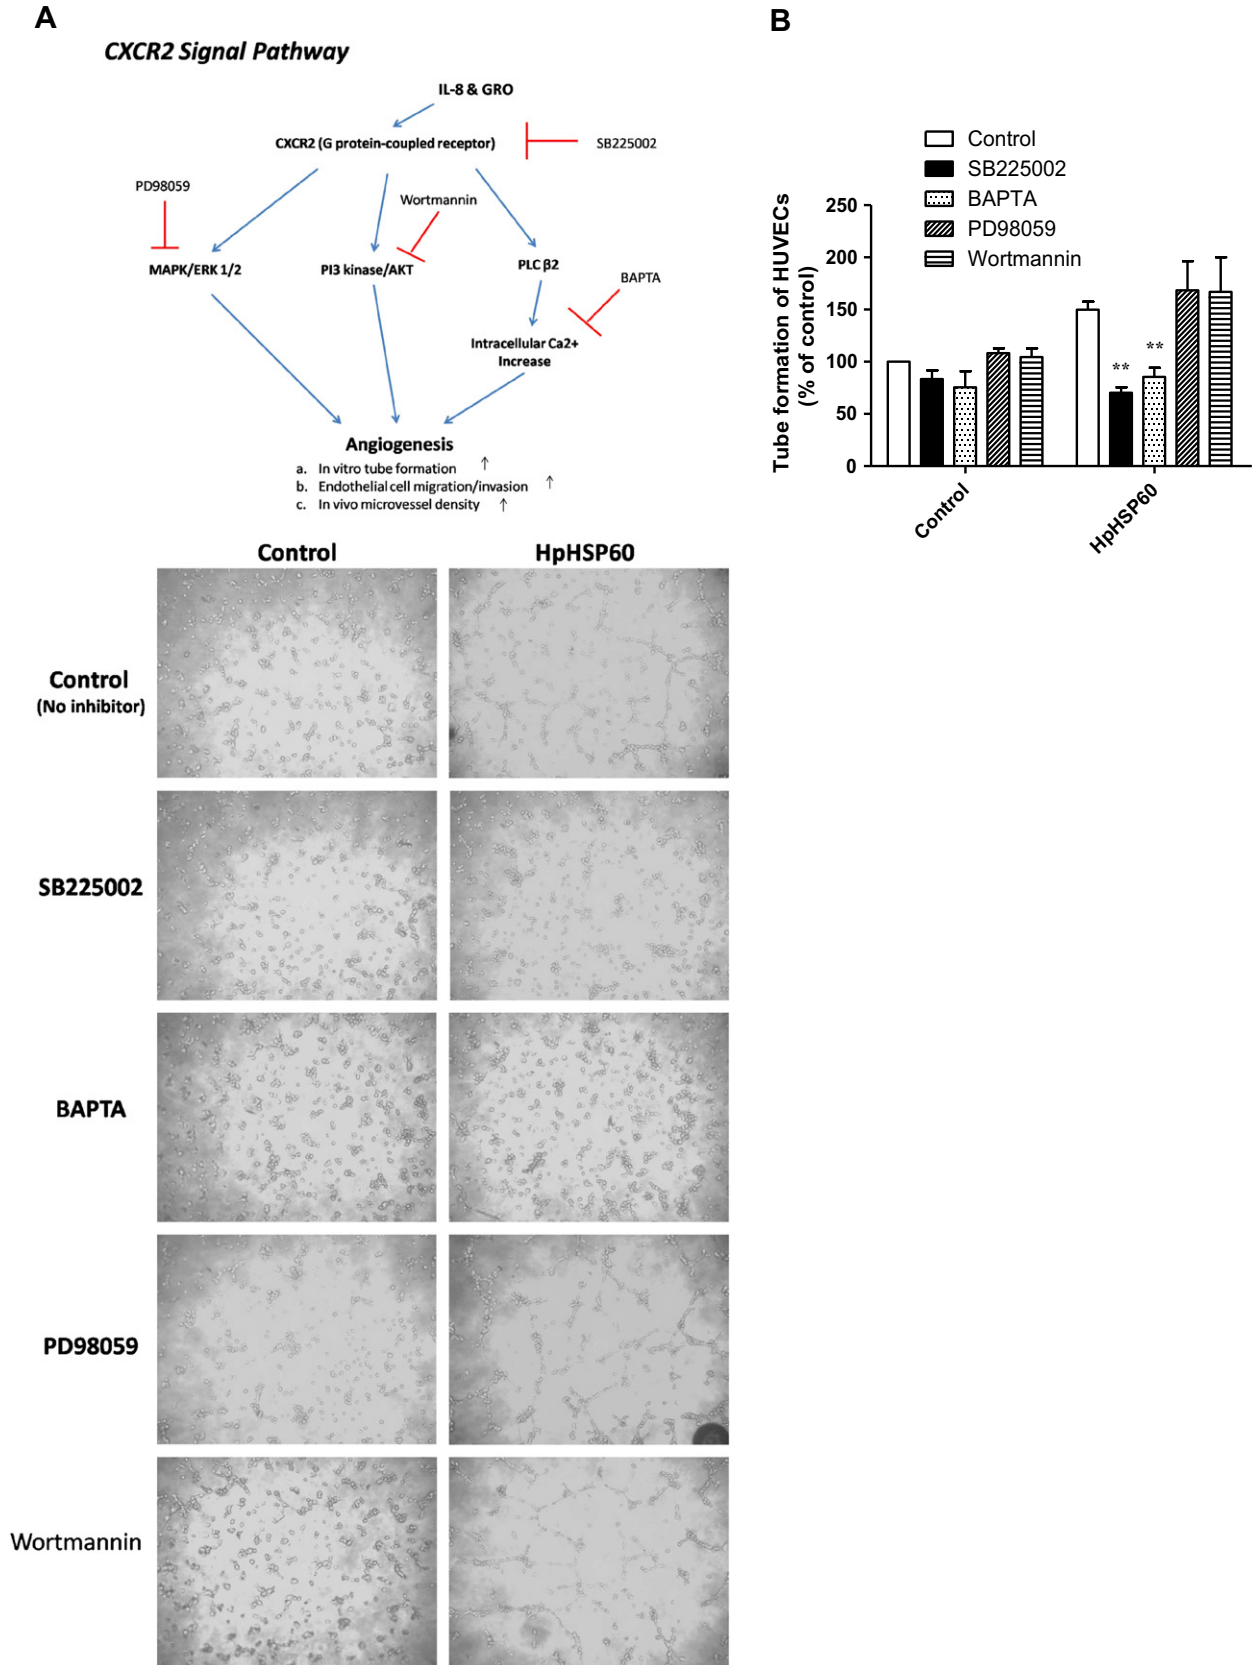 A
CXCR2 Signal Pathway
IL-8 & GRO
CXCR2 (G protein-coupled receptor)
SB225002
PD98059
Wortmannin
MAPK/ERK 1/2
PI3 kinase/AKT
PLC β2
BAPTA
Intracellular Ca2+
Increase
Angiogenesis
a. In vitro tube formation ↑
b. Endothelial cell migration/invasion ↑
c. In vivo microvessel density ↑
Control
HpHSP60
Control
(No inhibitor)
SB225002
BAPTA
PD98059
Wortmannin
B
Control
SB225002
BAPTA
PD98059
Wortmannin
Tube formation of HUVECs
(% of control)
250
200
150
100
50
0
**
**
Control
HpHSP60